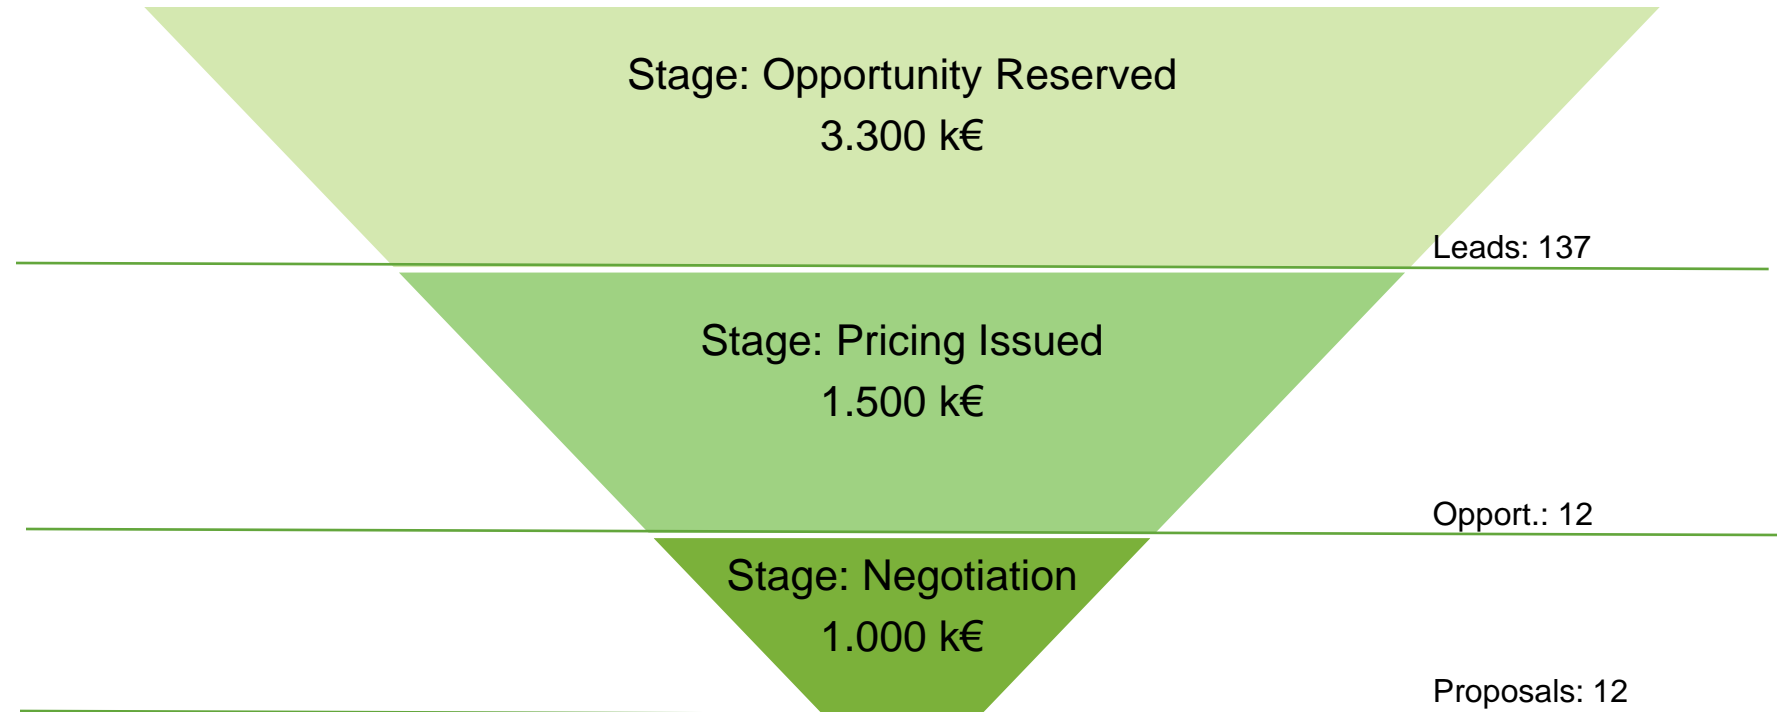 Stage: Opportunity Reserved
3.300 k€
Leads: 137
Stage: Pricing Issued
1.500 k€
Opport.: 12
Stage: Negotiation
1.000 k€
Proposals: 12